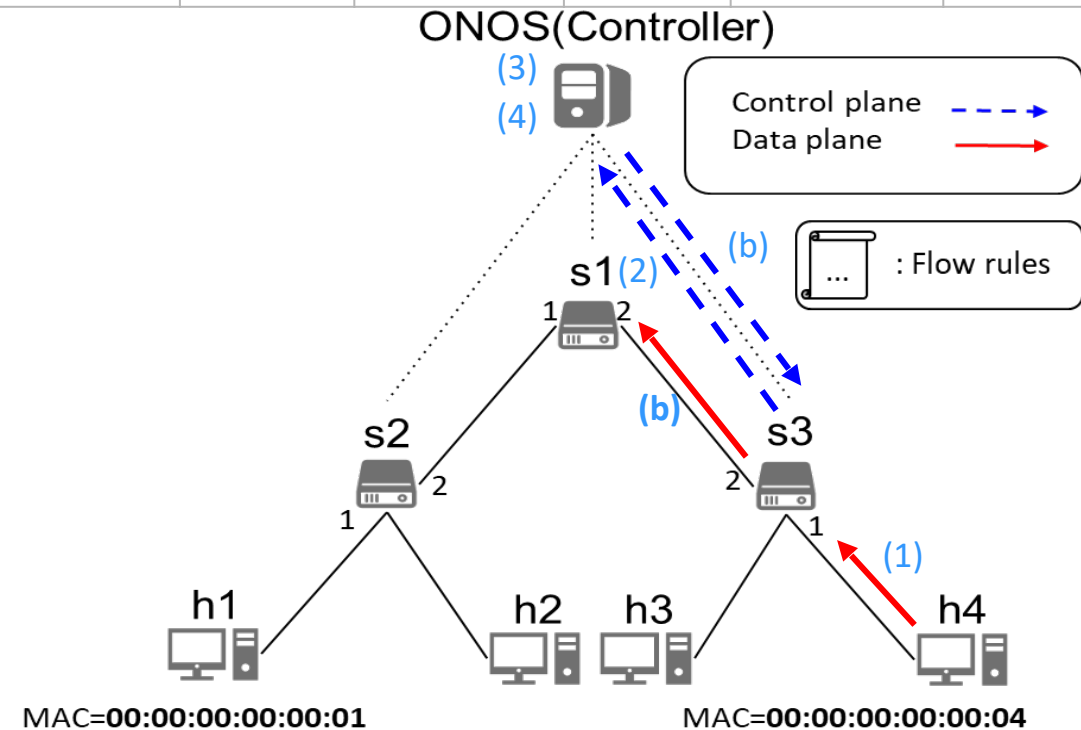 ONOS(Controller)
(3)
(4)
Control plane
Data plane
(b)
... : Flow rules
s1 (2)
1 2
(b)
s2
s3
2
2
1
1
(1)
h1
h2
h3
h4
MAC=00:00:00:00:00:01
MAC=00:00:00:00:00:04